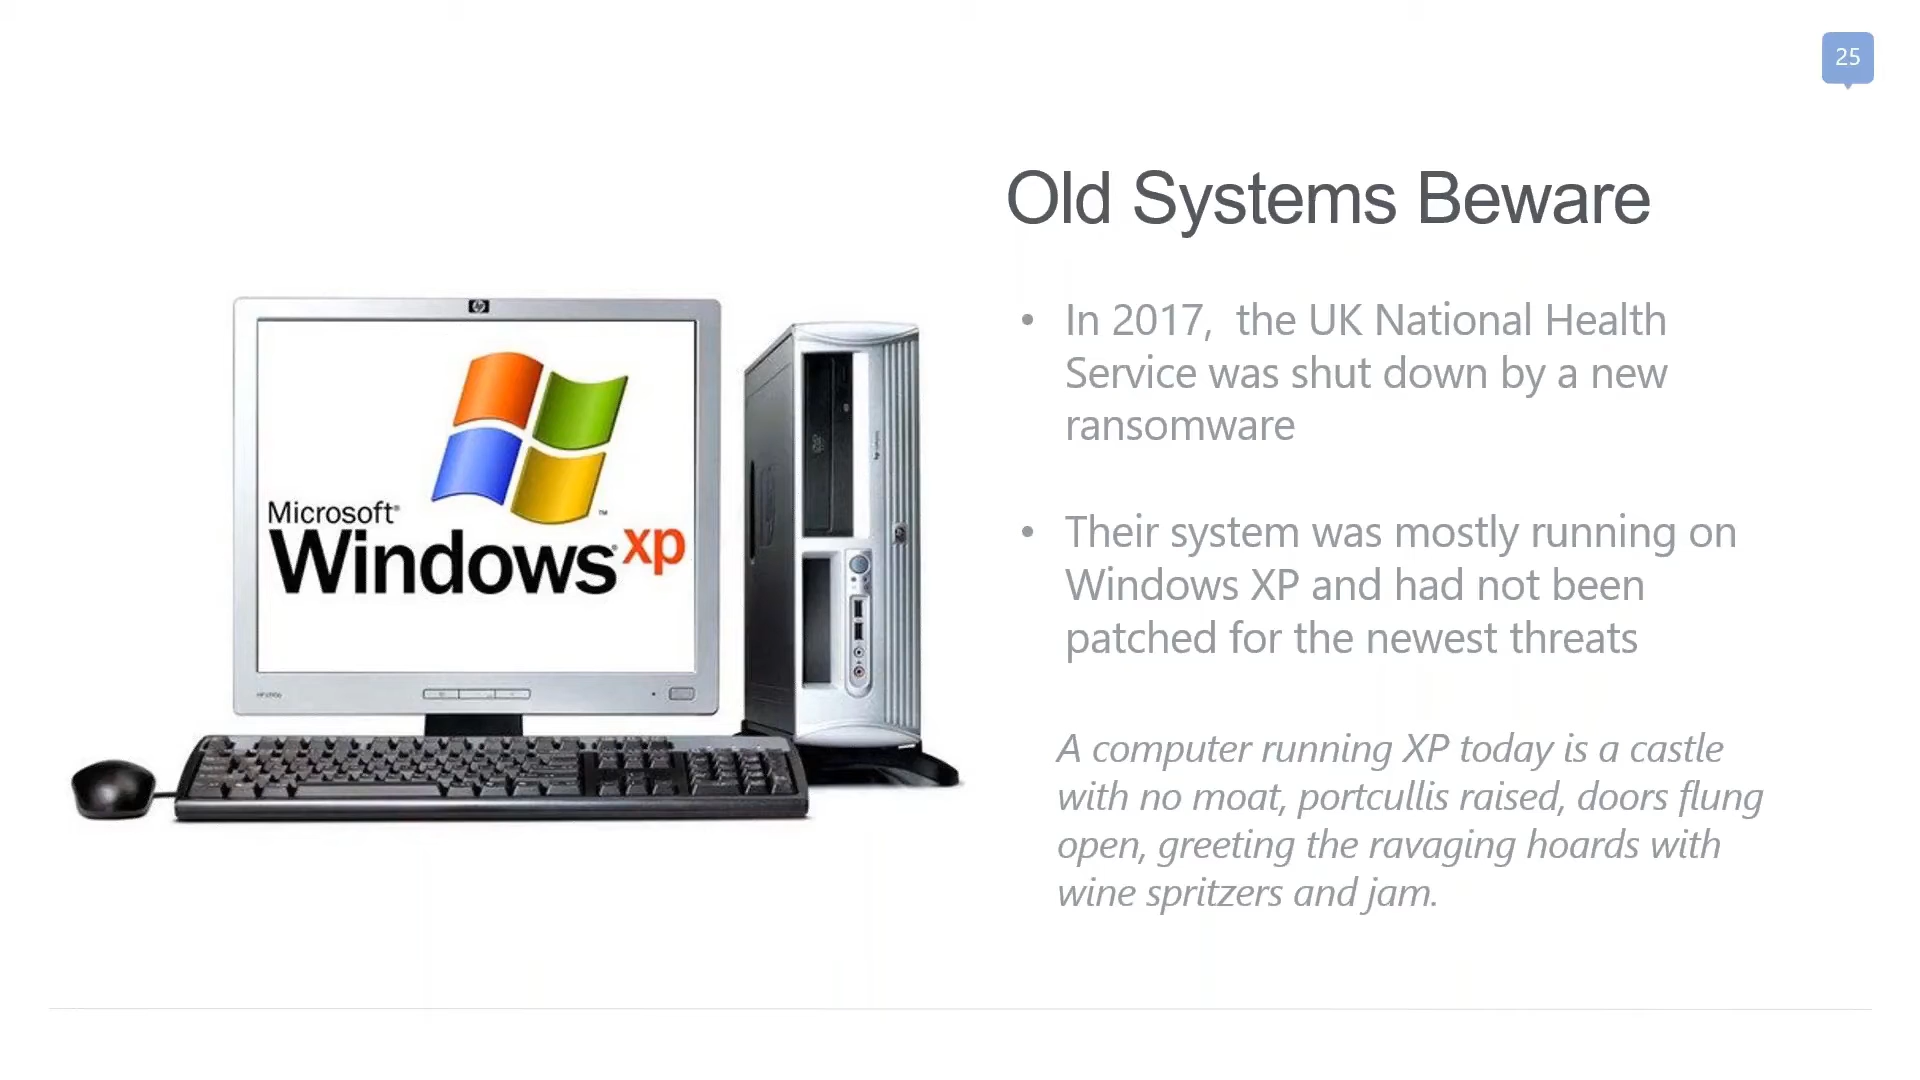 25
Old Systems Beware
• In 2017,  the UK National Health
Service was shut down by a new
ransomware
• Their system was mostly running on
Windows XP and had not been
patched for the newest threats
A computer running XP today is a castle
with no moat, portcullis raised, doors flung
open, greeting the ravaging hoards with
wine spritzers and jam.
hp
Microsoft®
Windows® xp
™